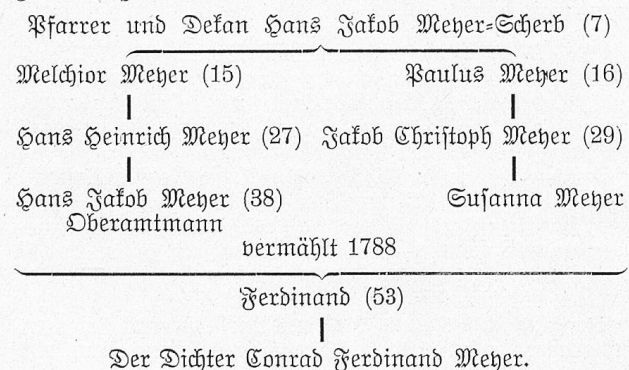 Pfarrer und Dekan Hans Jakob Meyer-Scherb (7)
Melchior Meyer (15) Paulus Meyer (16)
Hans Heinrich Meyer (27) Jakob Christoph Meyer (29)
Hans Jakob Meyer (38) Susanna Meyer
Oberamtmann
vermählt 1788
Ferdinand (53)
Der Dichter Conrad Ferdinand Meyer.